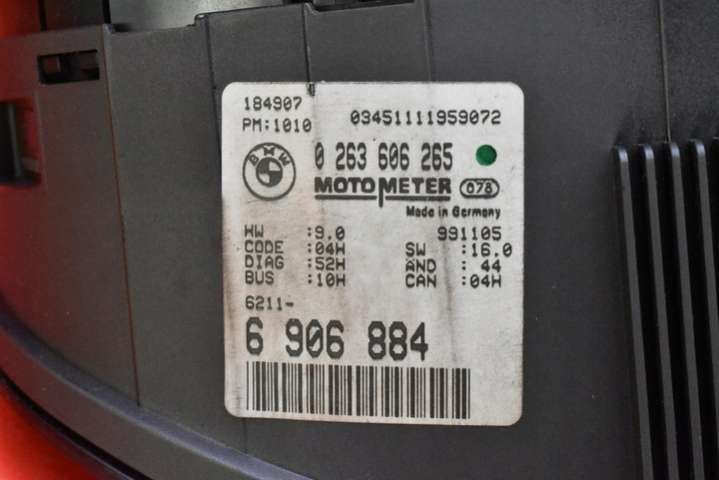 184907
PM:1010 03451111959072
BMW 0 263 606 265
MOTOMETER 078
Made in Germany
HW :9.0 991105
CODE :04H SW :16.0
DIAG :52H AND : 44
BUS :10H CAN :04H
6211-
6 906 884